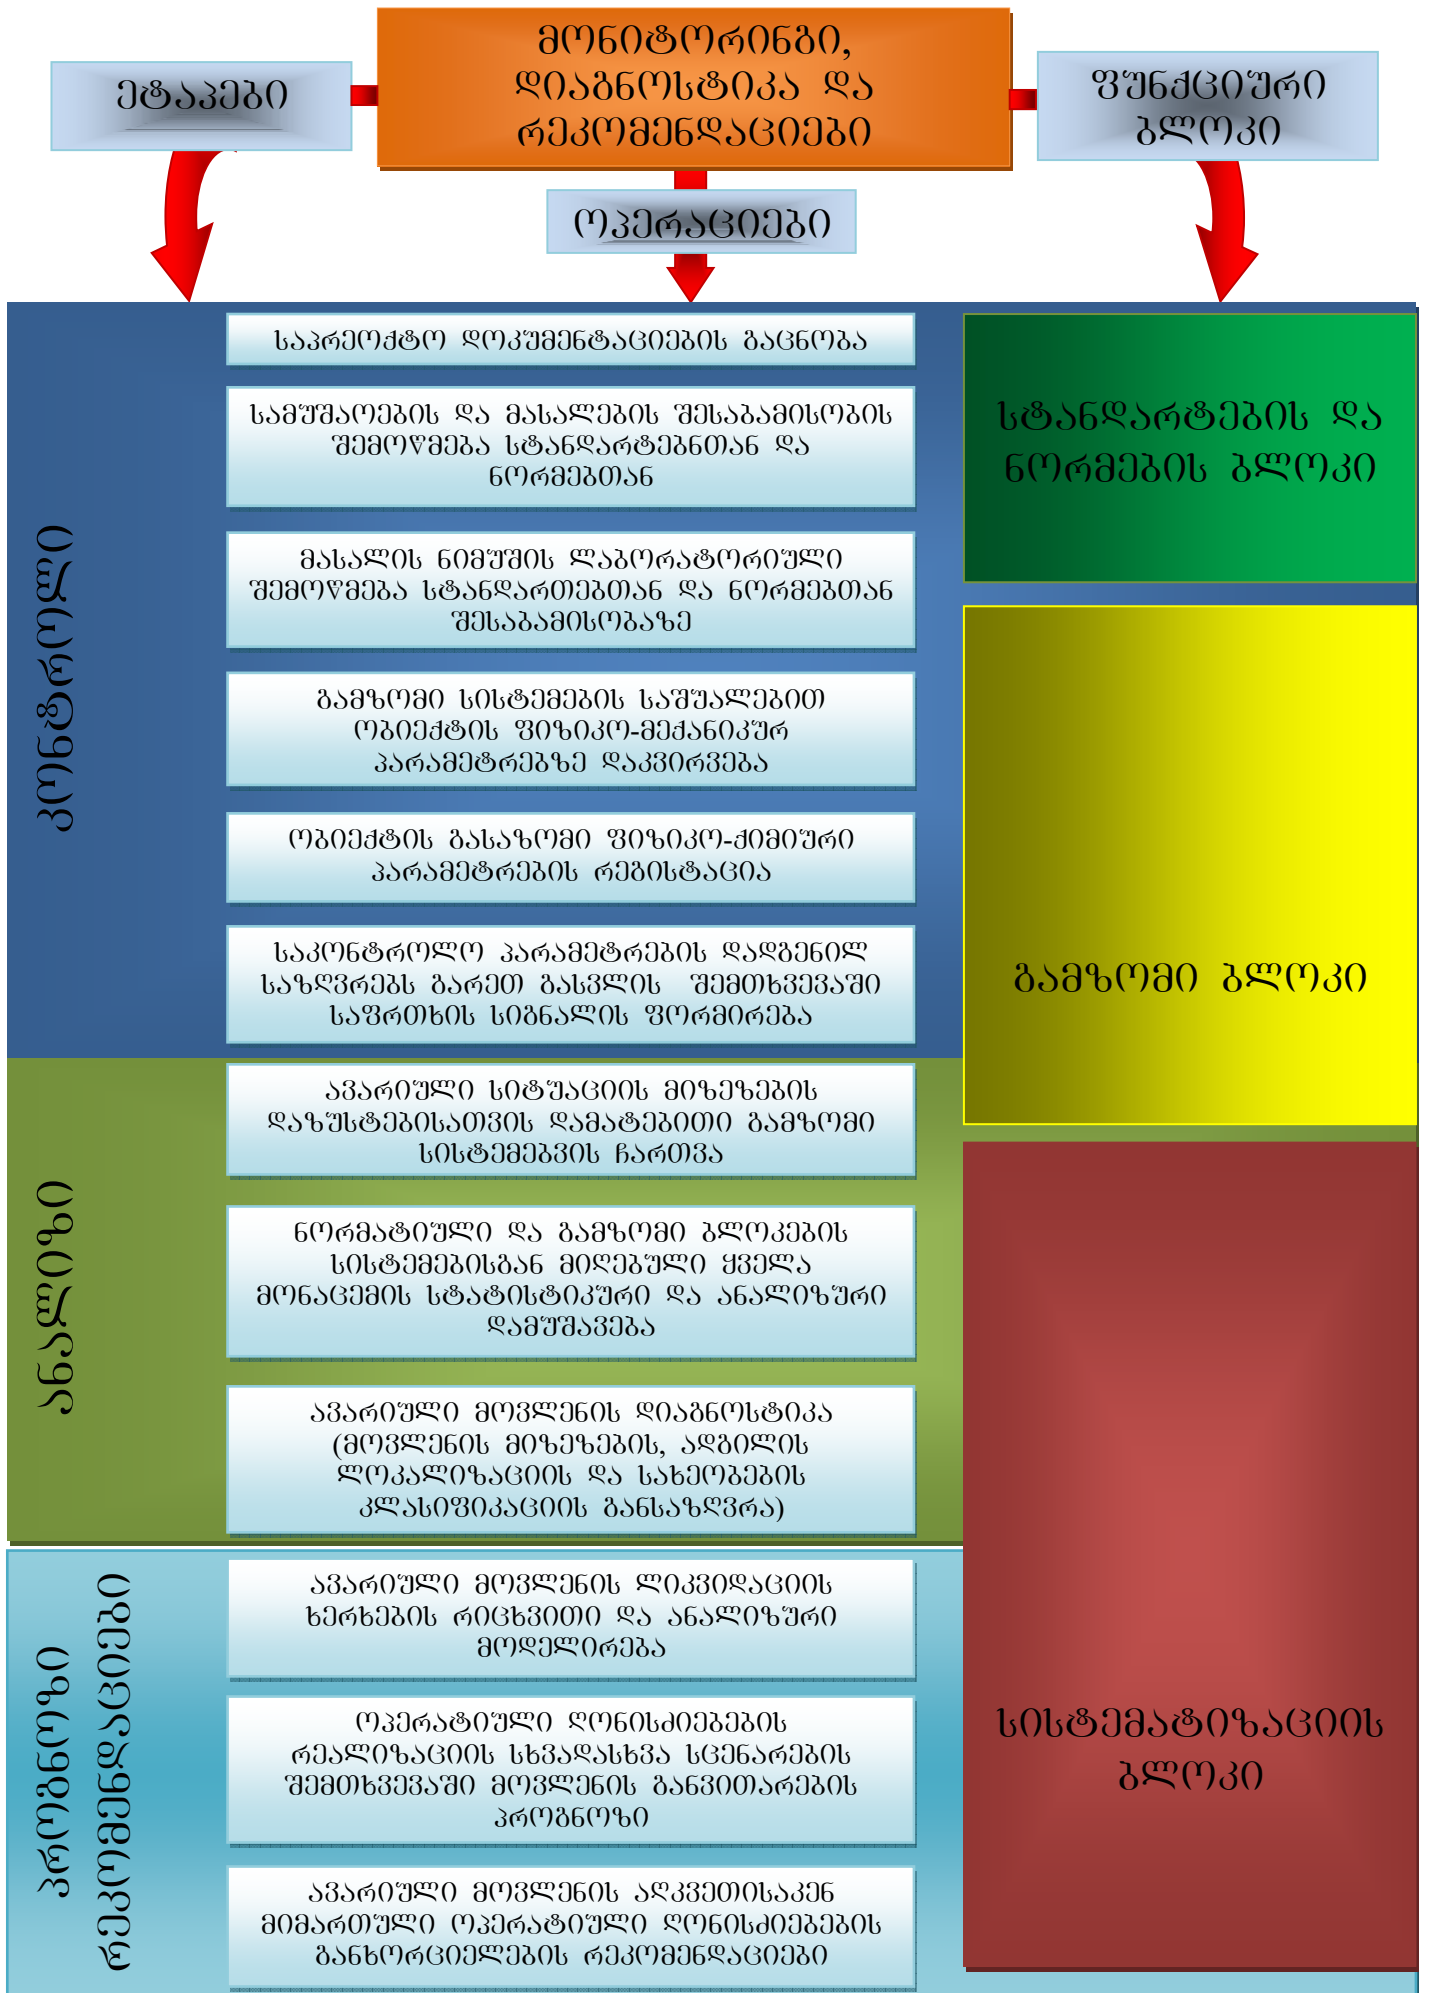 მონიტორინგი,
დიაგნოსტიკა და
რეკომენდაციები
ეტაპები
ფუნქციური
ბლოკი
ოპერაციები
კონტროლი
საპრეოქტო დოკუმენტაციების გაცნობა
სამუშაოების და მასალების შესაბამისობის
შემოწმება სტანდარტებნთან და
ნორმებთან
მასალის ნიმუშის ლაბორატორიული
შემოწმება სტანდართებთან და ნორმებთან
შესაბამისობაზე
გამზომი სისტემების საშუალებით
ობიექტის ფიზიკო-მექანიკურ
პარამეტრებზე დაკვირვება
ობიექტის გასაზომი ფიზიკო-ქიმიური
პარამეტრების რეგისტაცია
საკონტროლო პარამეტრების დადგენილ
საზღვრებს გარეთ გასვლის შემთხვევაში
საფრთხის სიგნალის ფორმირება
სტანდარტების და
ნორმების ბლოკი
გამზომი ბლოკი
ანალიზი
ავარიული სიტუაციის მიზეზების
დაზუსტებისათვის დამატებითი გამზომი
სისტემებვის ჩართვა
ნორმატიული და გამზომი ბლოკების
სისტემებისგან მიღებული ყველა
მონაცემის სტატისტიკური და ანალიზური
დამუშავება
ავარიული მოვლენის დიაგნოსტიკა
(მოვლენის მიზეზების, ადგილის
ლოკალიზაციის და სახეობების
კლასიფიკაციის განსაზღვრა)
პროგნოზი
რეკომენდაციები
ავარიული მოვლენის ლიკვიდაციის
ხერხების რიცხვითი და ანალიზური
მოდელირება
ოპერატიული ღონისძიებების
რეალიზაციის სხვადასხვა სცენარების
შემთხვევაში მოვლენის განვითარების
პროგნოზი
ავარიული მოვლენის აღკვეთისაკენ
მიმართული ოპერატიული ღონისძიებების
განხორციელების რეკომენდაციები
სისტემატიზაციის
ბლოკი